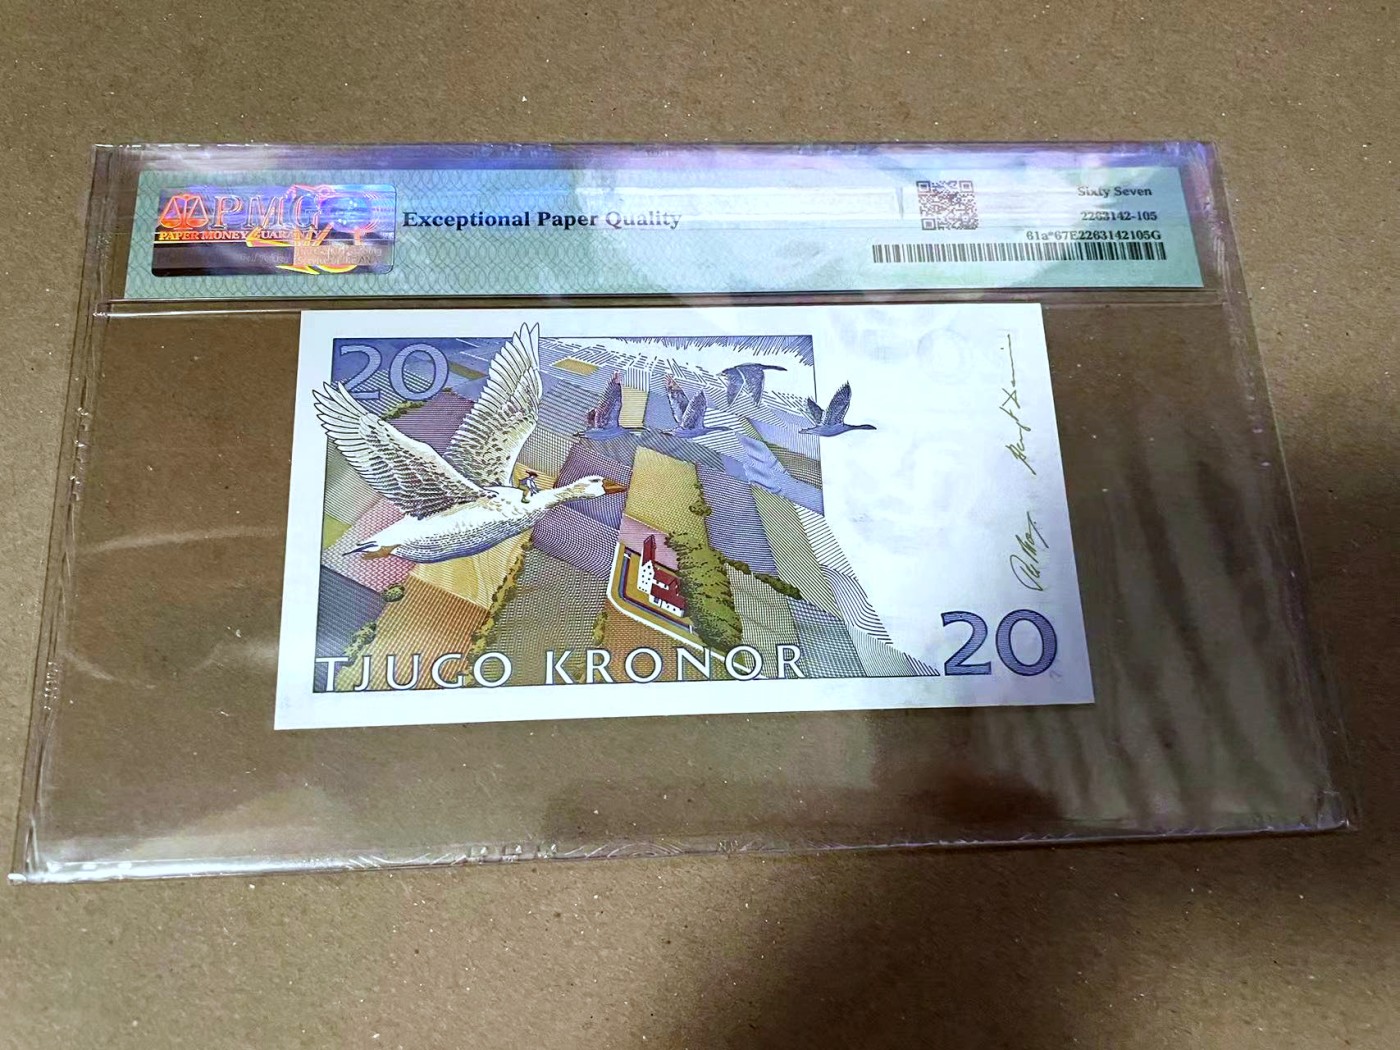 PMG
PAPER MONEY GUARANTY
Exceptional Paper Quality
Sixty Seven
2263142-105
61a*67E2263142105G
20
TJUGO KRONOR
20